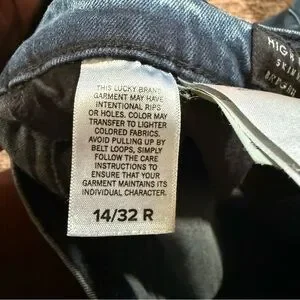 THIS LUCKY BRAND
GARMENT MAY HAVE
INTENTIONAL RIPS
OR HOLES. COLOR MAY
TRANSFER TO LIGHTER
COLORED FABRICS.
AVOID PULLING UP BY
BELT LOOPS, SIMPLY
FOLLOW THE CARE
INSTRUCTIONS TO
ENSURE THAT YOUR
GARMENT MAINTAINS ITS
INDIVIDUAL CHARACTER.
14/32 R
HIGH